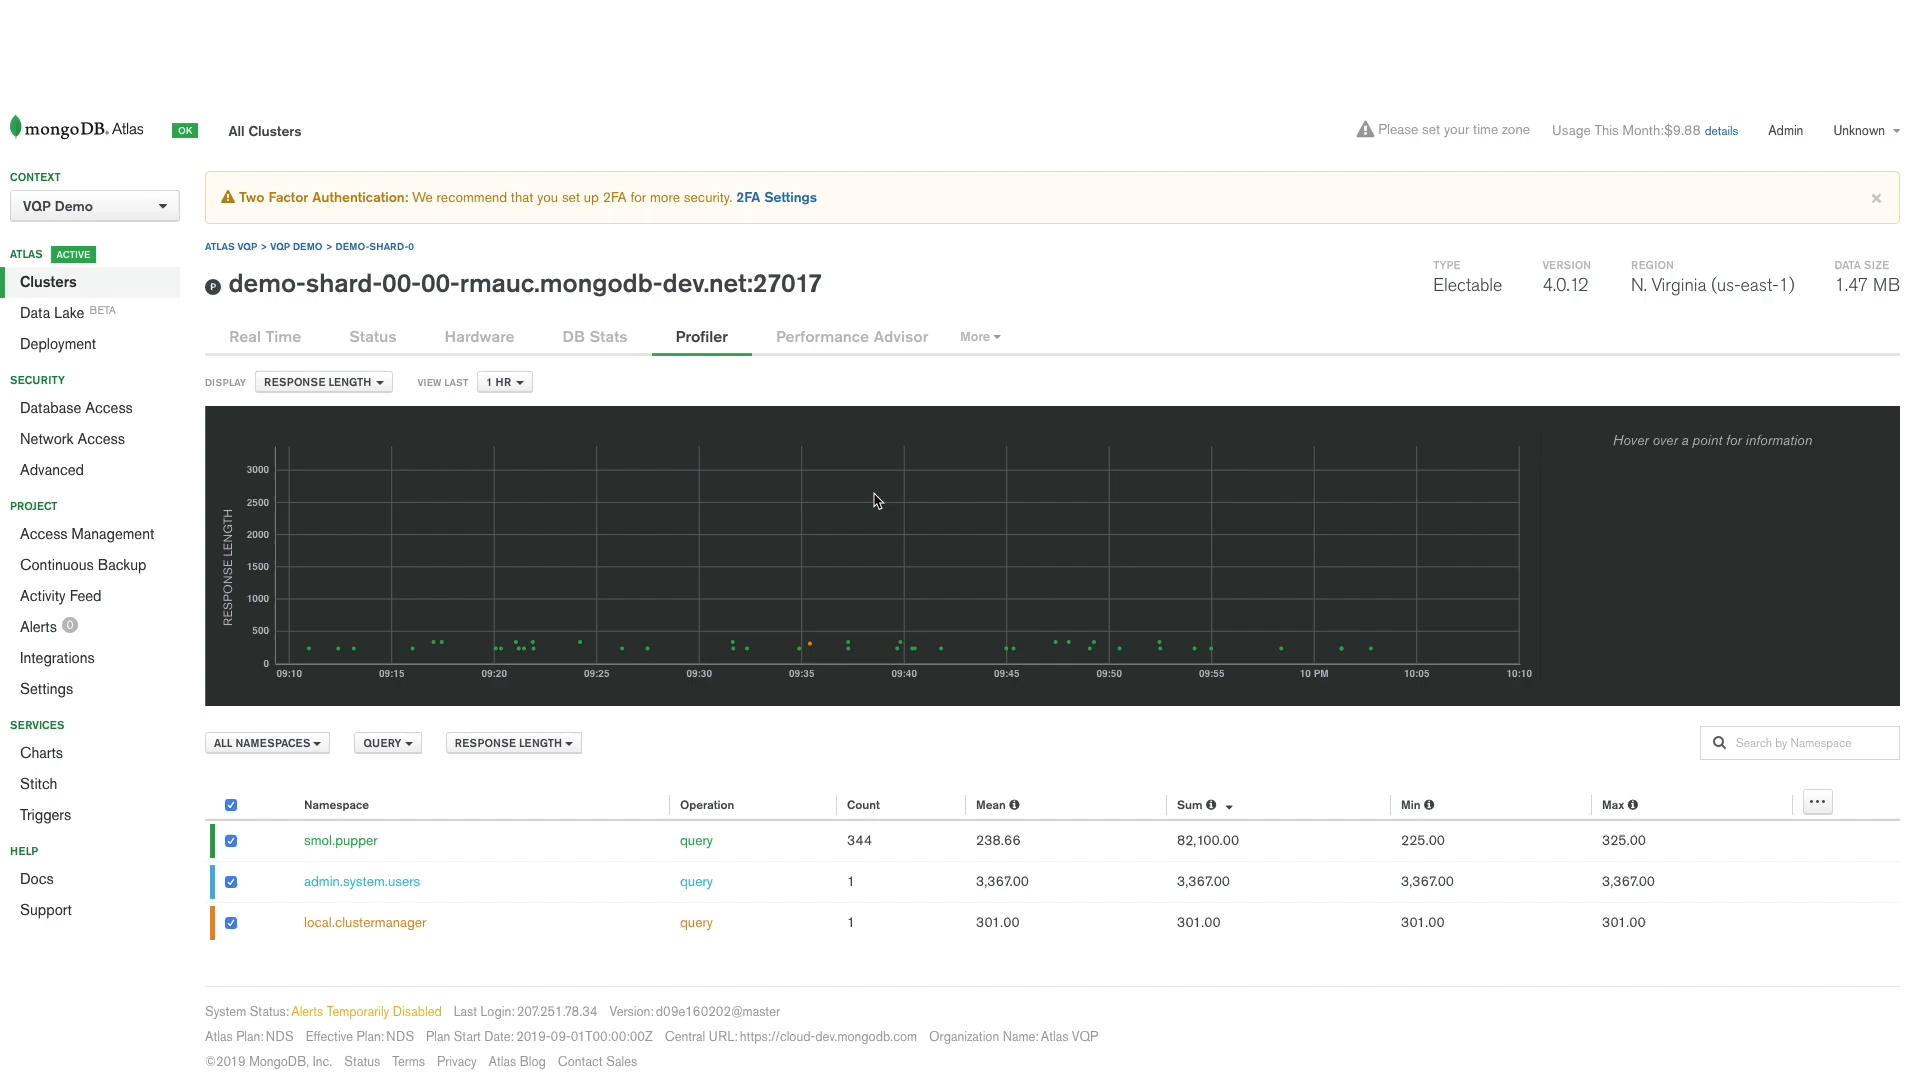 mongoDB. Atlas OK All Clusters Please set your time zone Usage This Month:$9.88 details Admin Unknown
CONTEXT
VQP Demo
ATLAS ACTIVE
Clusters
Data Lake BETA
Deployment
SECURITY
Database Access
Network Access
Advanced
PROJECT
Access Management
Continuous Backup
Activity Feed
Alerts 0
Integrations
Settings
SERVICES
Charts
Stitch
Triggers
HELP
Docs
Support
Two Factor Authentication: We recommend that you set up 2FA for more security. 2FA Settings ×
ATLAS VQP > VQP DEMO > DEMO-SHARD-0
P demo-shard-00-00-rmauc.mongodb-dev.net:27017
TYPE VERSION REGION DATA SIZE
Electable 4.0.12 N. Virginia (us-east-1) 1.47 MB
Real Time Status Hardware DB Stats Profiler Performance Advisor More
DISPLAY RESPONSE LENGTH VIEW LAST 1 HR
Hover over a point for information
RESPONSE LENGTH
3000
2500
2000
1500
1000
500
0
09:10 09:15 09:20 09:25 09:30 09:35 09:40 09:45 09:50 09:55 10 PM 10:05 10:10
ALL NAMESPACES QUERY RESPONSE LENGTH Search by Namespace
Namespace Operation Count Mean Sum Min Max ...
smol.pupper query 344 238.66 82,100.00 225.00 325.00
admin.system.users query 1 3,367.00 3,367.00 3,367.00 3,367.00
local.clustermanager query 1 301.00 301.00 301.00 301.00
System Status: Alerts Temporarily Disabled Last Login: 207.251.78.34 Version: d09e160202@master
Atlas Plan: NDS Effective Plan: NDS Plan Start Date: 2019-09-01T00:00:00Z Central URL: https://cloud-dev.mongodb.com Organization Name: Atlas VQP
©2019 MongoDB, Inc. Status Terms Privacy Atlas Blog Contact Sales